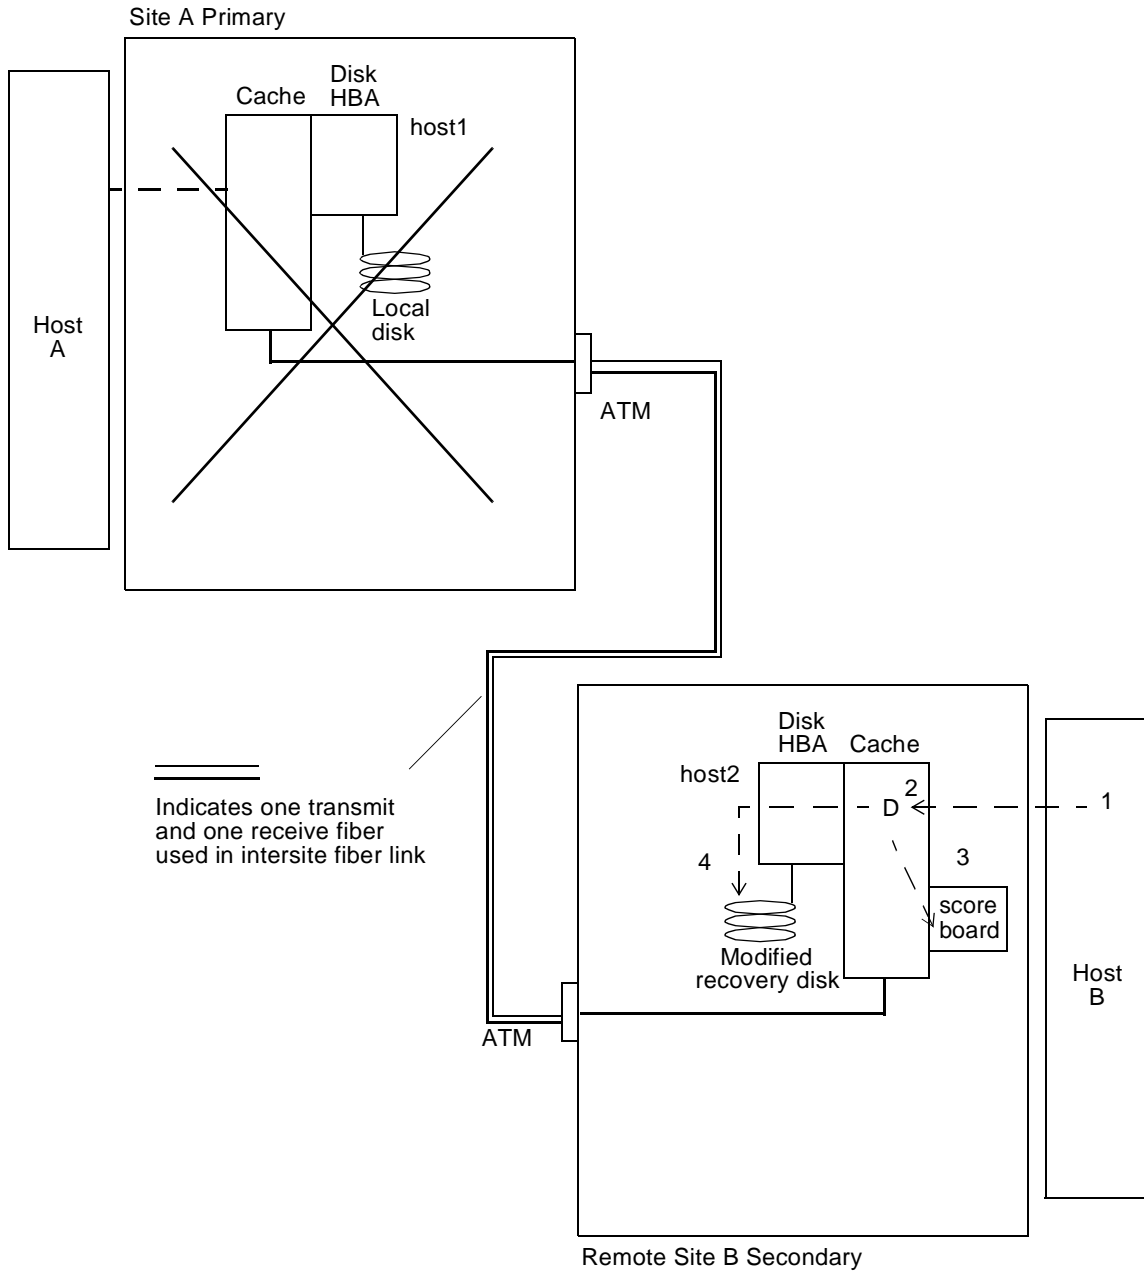 Site A Primary
Disk
HBA
Cache
host1
Host
A
Local
disk
ATM
Indicates one transmit
and one receive fiber
used in intersite fiber link
Disk
HBA
Cache
host2
D
2
1
4
3
score
board
Modified
recovery disk
Host
B
ATM
Remote Site B Secondary